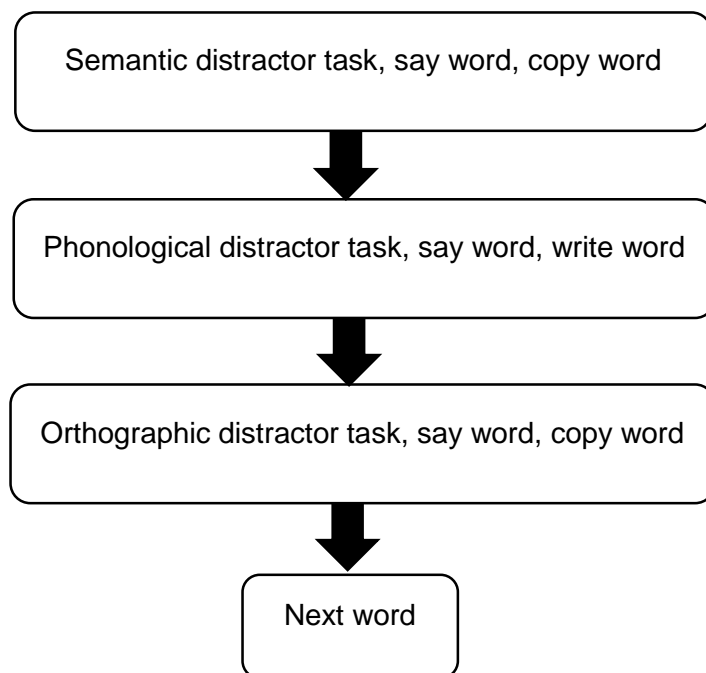 Semantic distractor task, say word, copy word
Phonological distractor task, say word, write word
Orthographic distractor task, say word, copy word
Next word